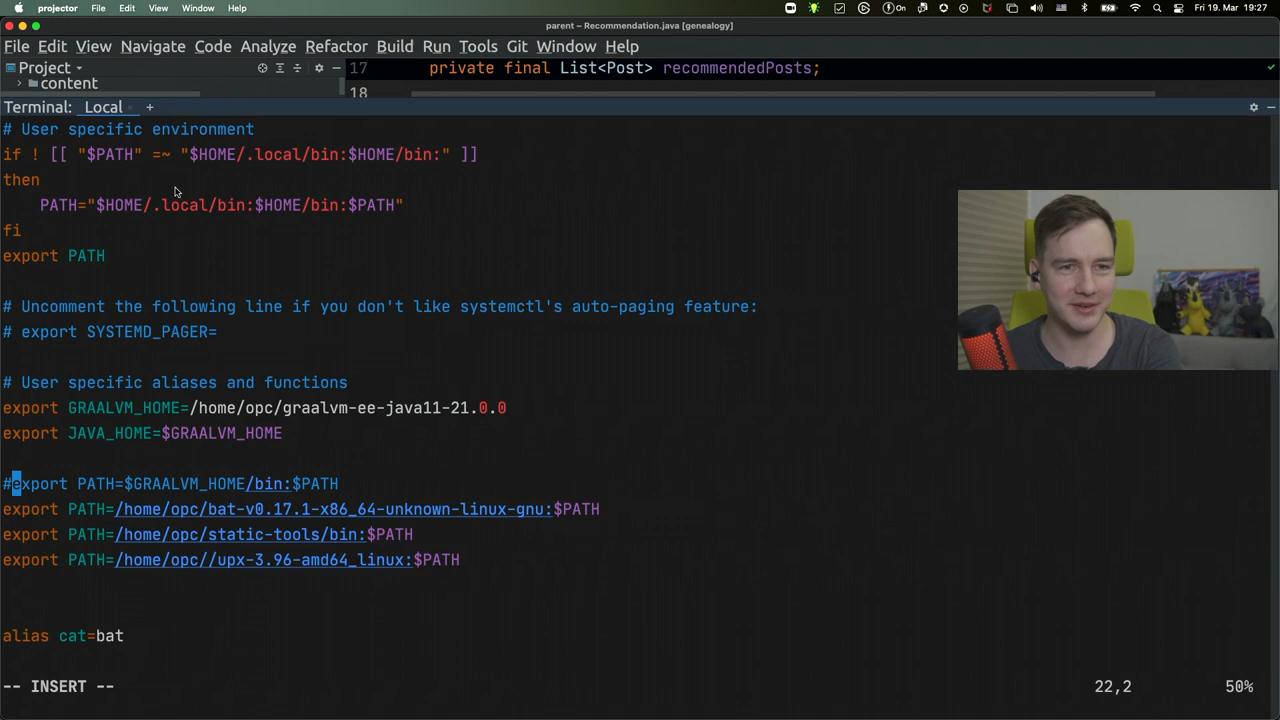 projector File Edit View Window Help On Fri 19. Mar 19:27
parent – Recommendation.java [genealogy]
File Edit View Navigate Code Analyze Refactor Build Run Tools Git Window Help
Project 17 private final List<Post> recommendedPosts;
content 18
Terminal: Local +
# User specific environment
if ! [[ "$PATH" =~ "$HOME/.local/bin:$HOME/bin:" ]]
then
PATH="$HOME/.local/bin:$HOME/bin:$PATH"
fi
export PATH
# Uncomment the following line if you don't like systemctl's auto-paging feature:
# export SYSTEMD_PAGER=
# User specific aliases and functions
export GRAALVM_HOME=/home/opc/graalvm-ee-java11-21.0.0
export JAVA_HOME=$GRAALVM_HOME
#export PATH=$GRAALVM_HOME/bin:$PATH
export PATH=/home/opc/bat-v0.17.1-x86_64-unknown-linux-gnu:$PATH
export PATH=/home/opc/static-tools/bin:$PATH
export PATH=/home/opc//upx-3.96-amd64_linux:$PATH
alias cat=bat
-- INSERT -- 22,2 50%